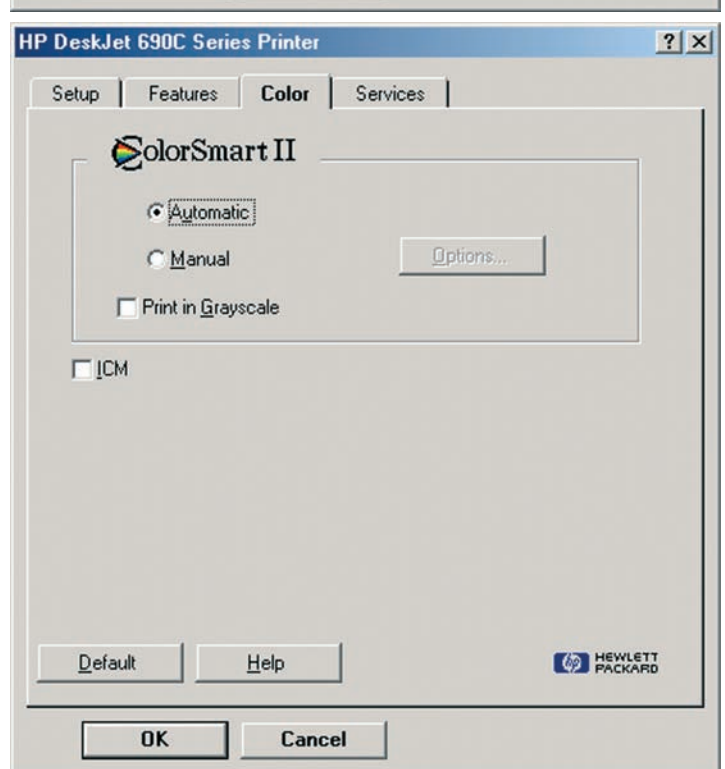 HP DeskJet 690C Series Printer
Setup Features Color Services
ColorSmart II
Automatic
Manual Options...
Print in Grayscale
ICM
Default Help
hp HEWLETT PACKARD
OK Cancel